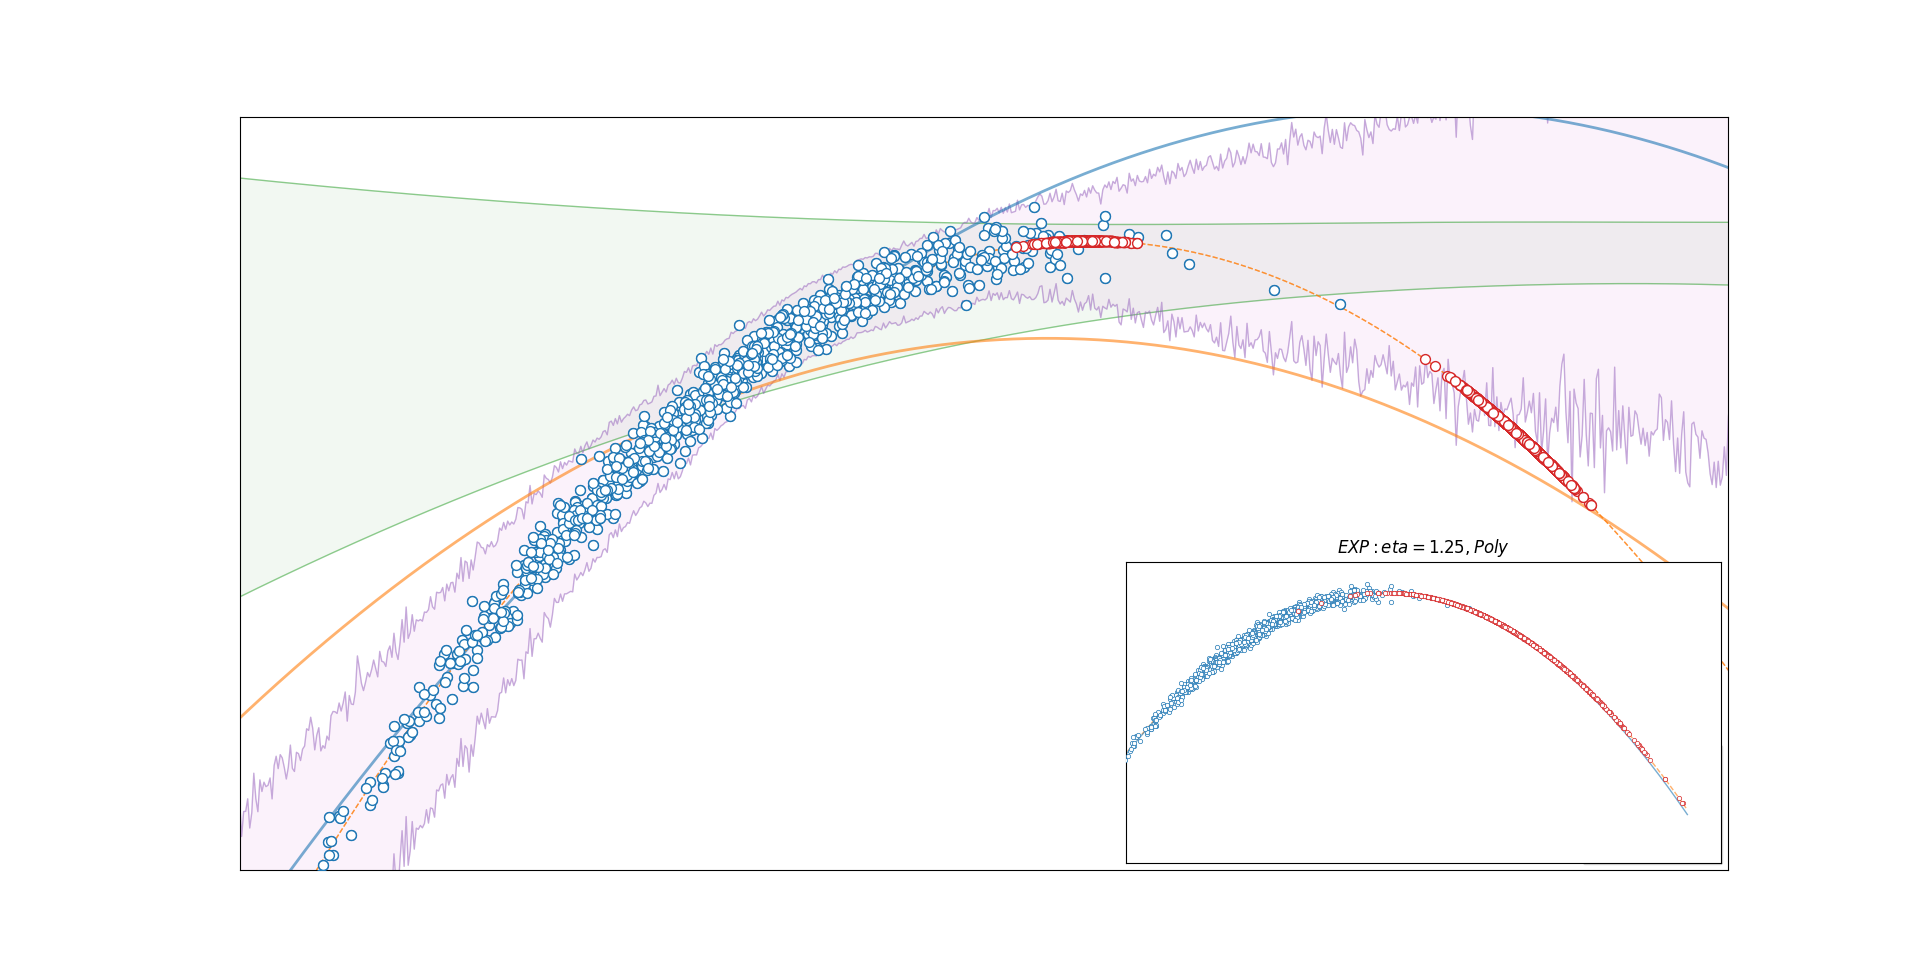 EXP : eta = 1.25, Poly